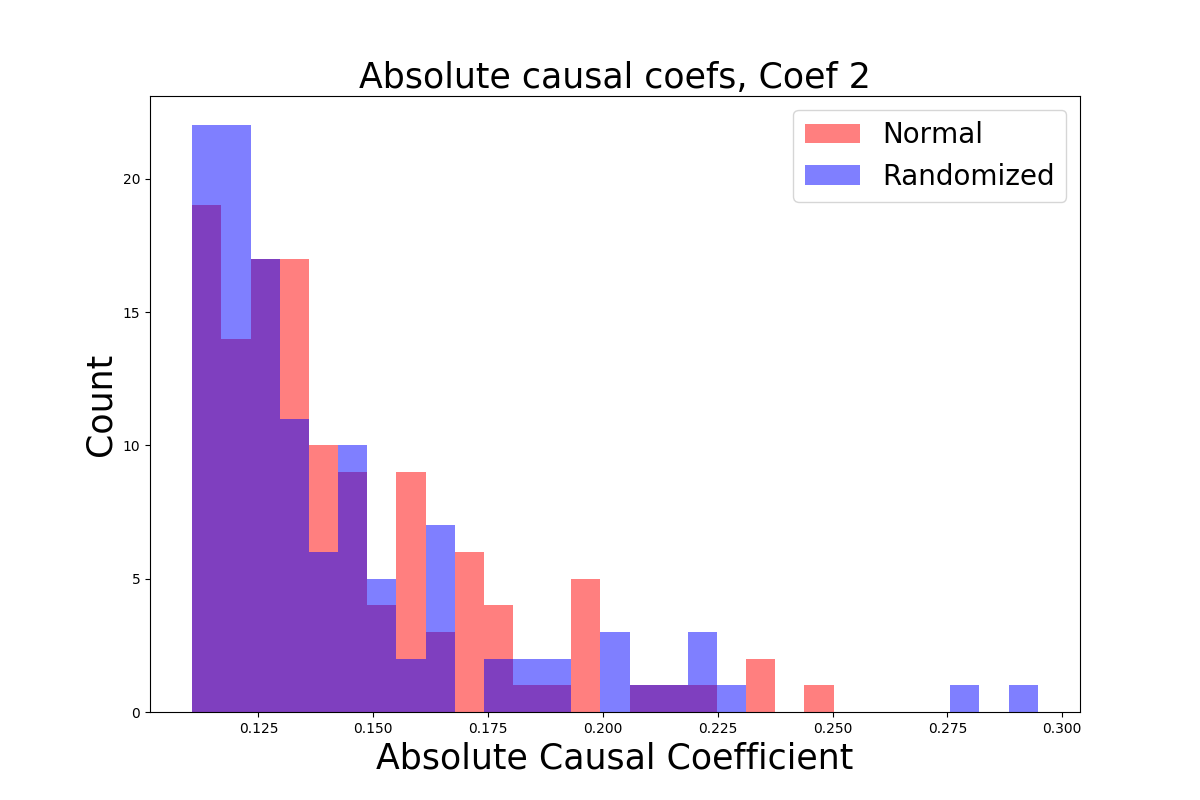 Absolute causal coefs, Coef 2
Normal
Randomized
Count
20
15
10
5
0
0.125 0.150 0.175 0.200 0.225 0.250 0.275 0.300
Absolute Causal Coefficient